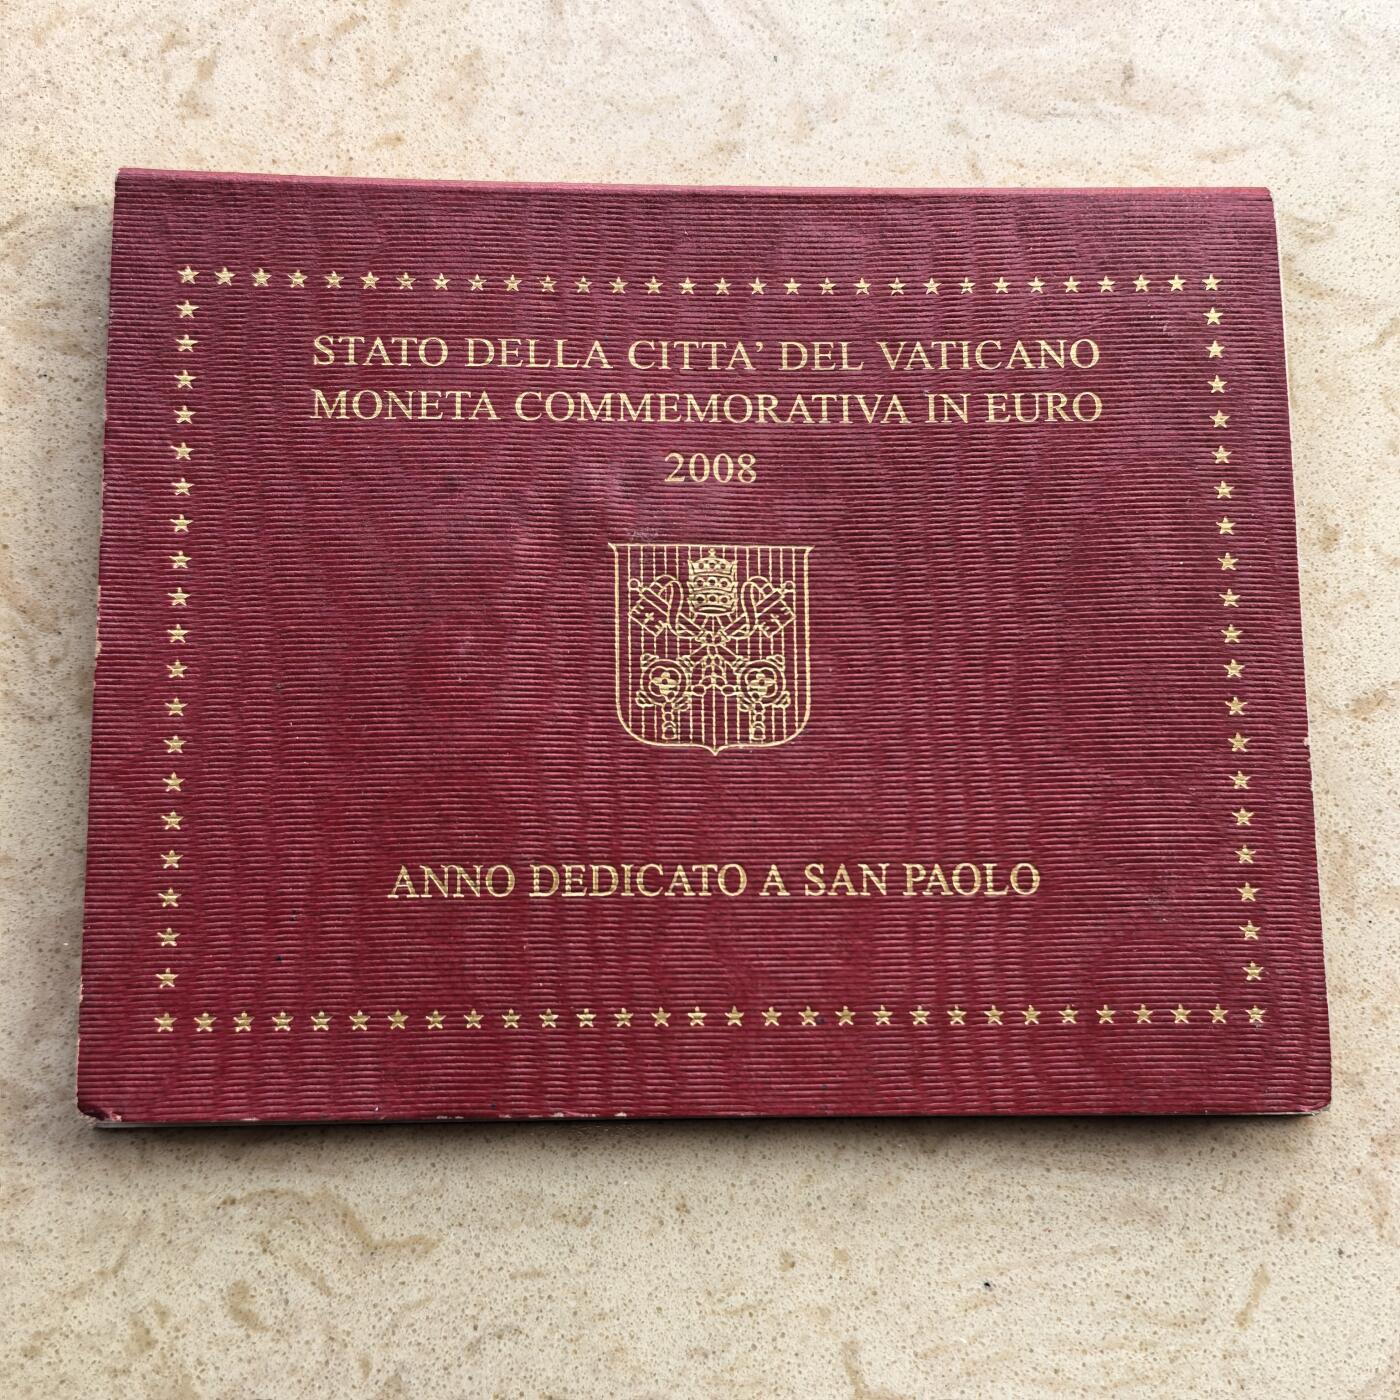 STATO DELLA CITTA' DEL VATICANO
MONETA COMMEMORATIVA IN EURO
2008
ANNO DEDICATO A SAN PAOLO